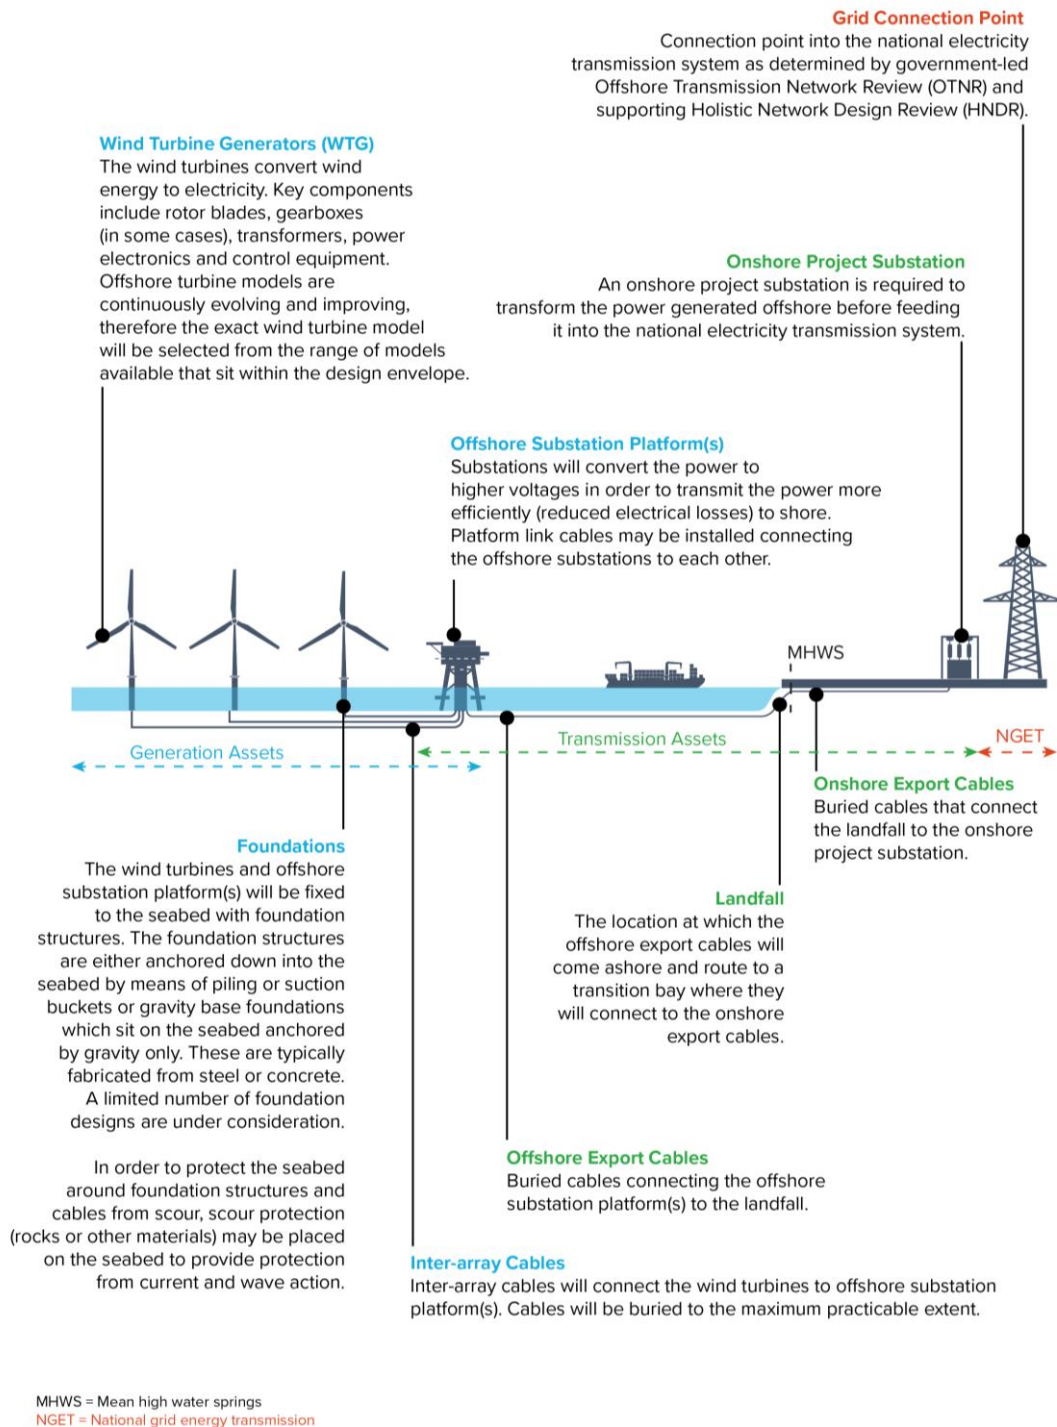 Grid Connection Point
Connection point into the national electricity
transmission system as determined by government-led
Offshore Transmission Network Review (OTNR) and
supporting Holistic Network Design Review (HNDR).
Wind Turbine Generators (WTG)
The wind turbines convert wind
energy to electricity. Key components
include rotor blades, gearboxes
(in some cases), transformers, power
electronics and control equipment.
Offshore turbine models are
continuously evolving and improving,
therefore the exact wind turbine model
will be selected from the range of models
available that sit within the design envelope.
Onshore Project Substation
An onshore project substation is required to
transform the power generated offshore before feeding
it into the national electricity transmission system.
Offshore Substation Platform(s)
Substations will convert the power to
higher voltages in order to transmit the power more
efficiently (reduced electrical losses) to shore.
Platform link cables may be installed connecting
the offshore substations to each other.
MHWS
Generation Assets
Transmission Assets
NGET
Onshore Export Cables
Buried cables that connect
the landfall to the onshore
project substation.
Foundations
The wind turbines and offshore
substation platform(s) will be fixed
to the seabed with foundation
structures. The foundation structures
are either anchored down into the
seabed by means of piling or suction
buckets or gravity base foundations
which sit on the seabed anchored
by gravity only. These are typically
fabricated from steel or concrete.
A limited number of foundation
designs are under consideration.
In order to protect the seabed
around foundation structures and
cables from scour, scour protection
(rocks or other materials) may be placed
on the seabed to provide protection
from current and wave action.
Landfall
The location at which the
offshore export cables will
come ashore and route to a
transition bay where they
will connect to the onshore
export cables.
Offshore Export Cables
Buried cables connecting the offshore
substation platform(s) to the landfall.
Inter-array Cables
Inter-array cables will connect the wind turbines to offshore substation
platform(s). Cables will be buried to the maximum practicable extent.
MHWS = Mean high water springs
NGET = National grid energy transmission